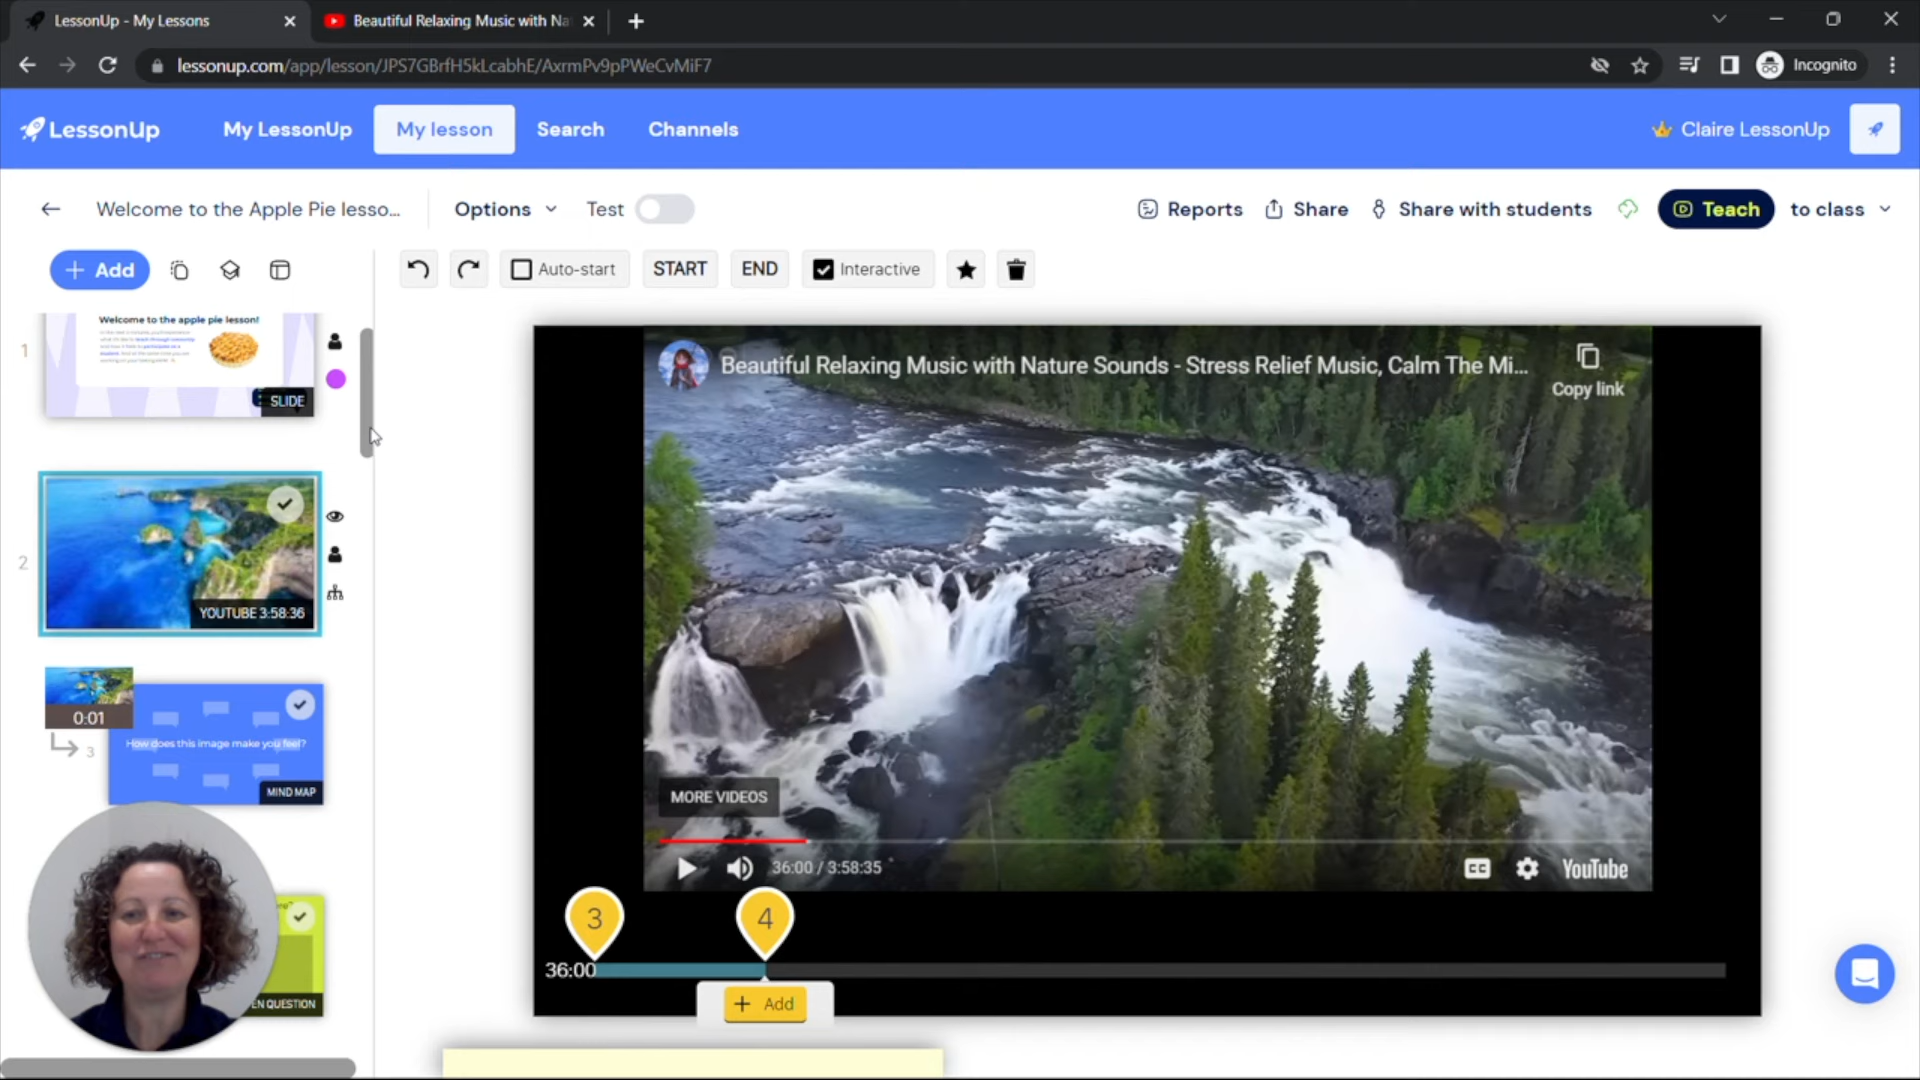 LessonUp - My Lessons
Beautiful Relaxing Music with Na
lessonup.com/app/lesson/JPS7GBrfH5kLcabhE/AxrmPv9pPWeCvMiF7
Incognito
LessonUp
My LessonUp
My lesson
Search
Channels
Claire LessonUp
Welcome to the Apple Pie lesso...
Options
Test
Reports
Share
Share with students
Teach
to class
Add
Auto-start
START
END
Interactive
1
Welcome to the apple pie lesson!
SLIDE
2
YOUTUBE 3:58:36
0:01
3
How does this image make you feel?
MIND MAP
EN QUESTION
Beautiful Relaxing Music with Nature Sounds - Stress Relief Music, Calm The Mi...
Copy link
MORE VIDEOS
36:00 / 3:58:35
CC
YouTube
3
4
36:00
+ Add